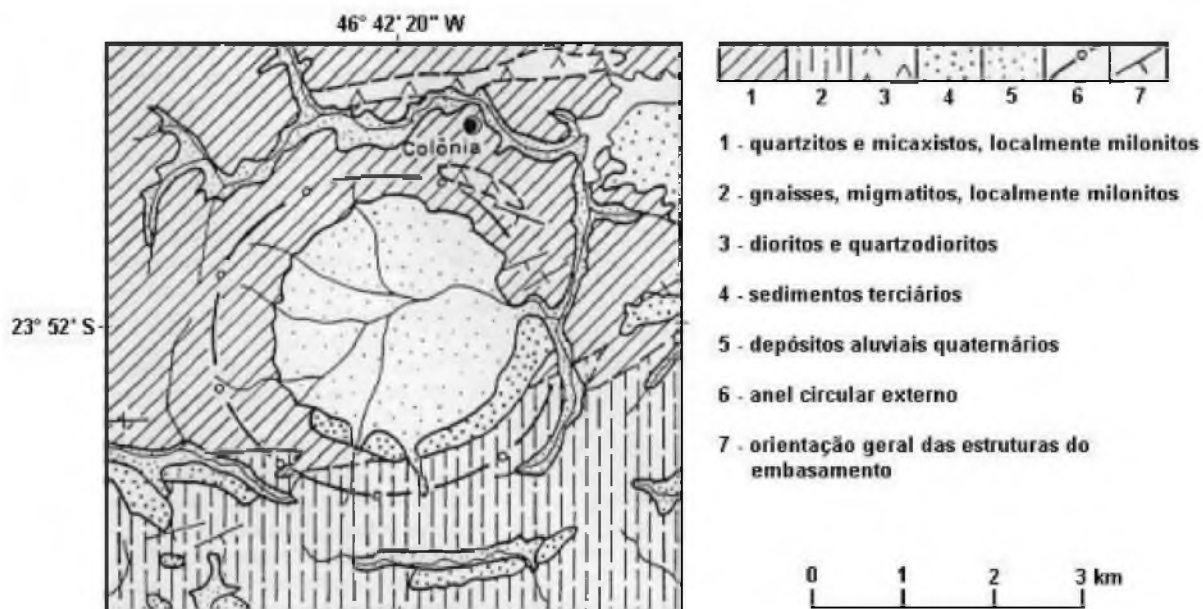 46° 42' 20" W
Colônia
23° 52' S
1 2 3 4 5 6 7
1 - quartzitos e micaxistos, localmente milonitos
2 - gnaisses, migmatitos, localmente milonitos
3 - dioritos e quartzodioritos
4 - sedimentos terciários
5 - depósitos aluviais quaternários
6 - anel circular externo
7 - orientação geral das estruturas do
embasamento
0 1 2 3 km